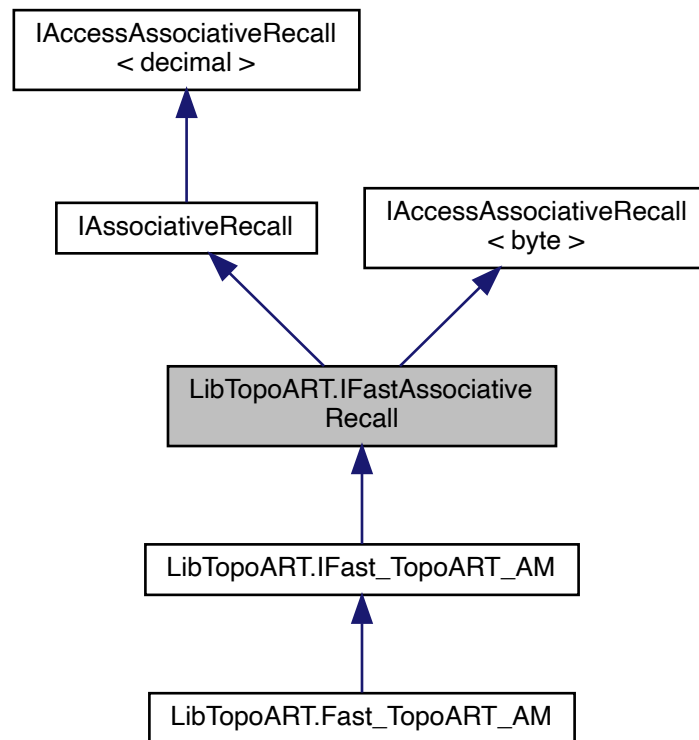 IAccessAssociativeRecall
< decimal >
IAssociativeRecall
IAccessAssociativeRecall
< byte >
LibTopoART.IFastAssociative
Recall
LibTopoART.IFast_TopoART_AM
LibTopoART.Fast_TopoART_AM